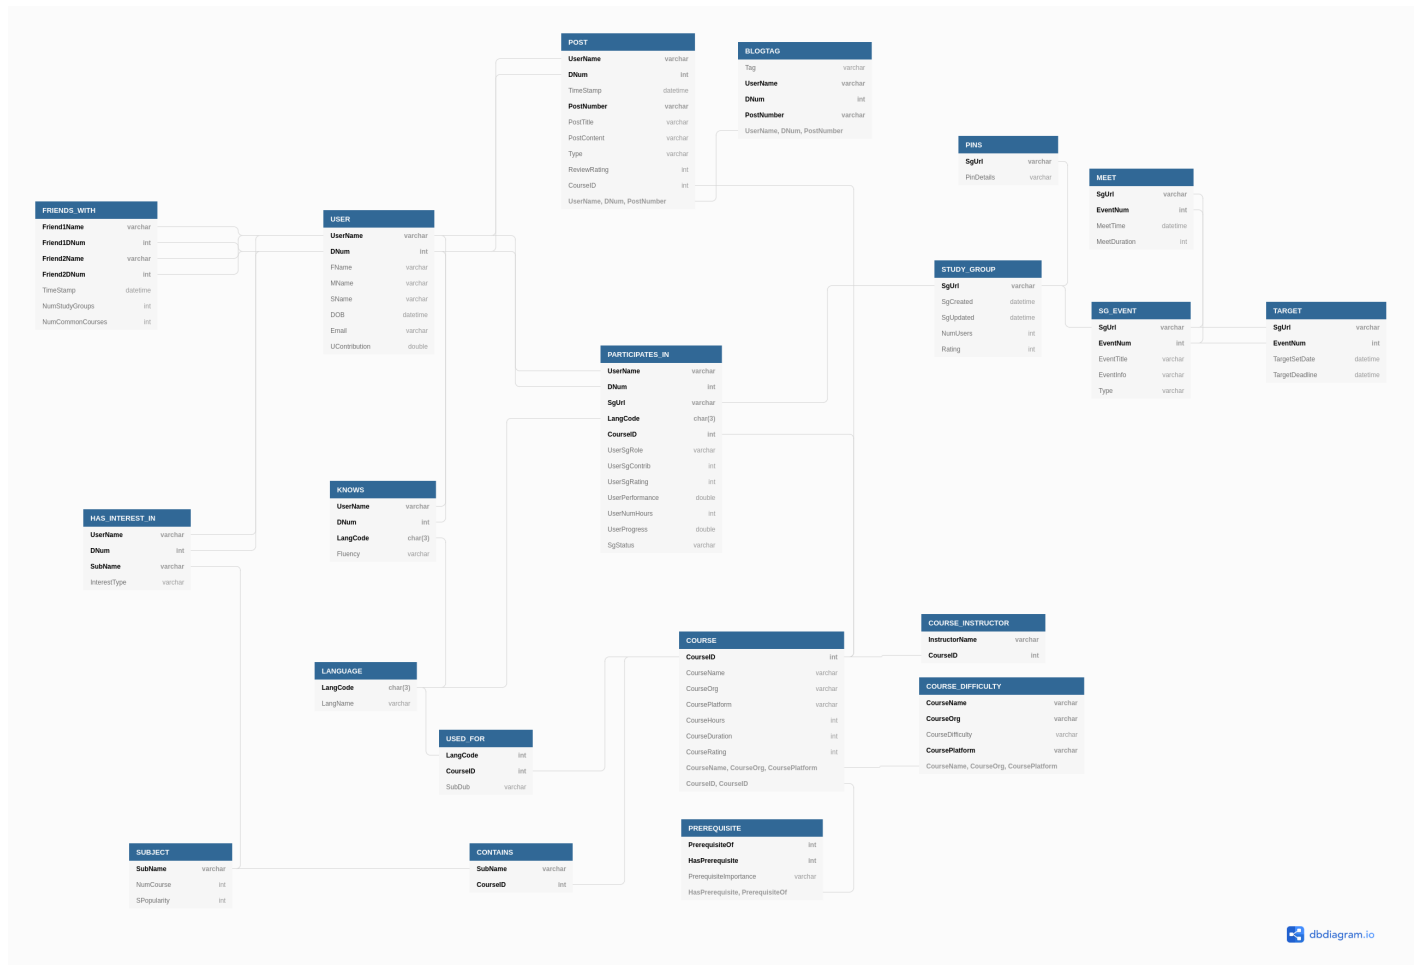 POST
UserName varchar
DNum int
TimeStamp datetime
PostNumber varchar
PostTitle varchar
PostContent varchar
Type varchar
ReviewRating int
CourseID int
UserName, DNum, PostNumber
BLOGTAG
Tag varchar
UserName varchar
DNum int
PostNumber varchar
UserName, DNum, PostNumber
PINS
SgUrl varchar
PinDetails varchar
MEET
SgUrl varchar
EventNum int
MeetTime datetime
MeetDuration int
FRIENDS_WITH
Friend1Name varchar
Friend1DNum int
Friend2Name varchar
Friend2DNum int
TimeStamp datetime
NumStudyGroups int
NumCommonCourses int
USER
UserName varchar
DNum int
FName varchar
MName varchar
SName varchar
DOB datetime
Email varchar
UContribution double
STUDY_GROUP
SgUrl varchar
SgCreated datetime
SgUpdated datetime
NumUsers int
Rating int
SG_EVENT
SgUrl varchar
EventNum int
EventTitle varchar
EventInfo varchar
Type varchar
TARGET
SgUrl varchar
EventNum int
TargetSetDate datetime
TargetDeadline datetime
PARTICIPATES_IN
UserName varchar
DNum int
SgUrl varchar
LangCode char(3)
CourseID int
UserSgRole varchar
UserSgContrib int
UserSgRating int
UserPerformance double
UserNumHours int
UserProgress double
SgStatus varchar
KNOWS
UserName varchar
DNum int
LangCode char(3)
Fluency varchar
HAS_INTEREST_IN
UserName varchar
DNum int
SubName varchar
InterestType varchar
COURSE_INSTRUCTOR
InstructorName varchar
CourseID int
COURSE
CourseID int
CourseName varchar
CourseOrg varchar
CoursePlatform varchar
CourseHours int
CourseDuration int
CourseRating int
CourseName, CourseOrg, CoursePlatform
CourseID, CourseID
COURSE_DIFFICULTY
CourseName varchar
CourseOrg varchar
CourseDifficulty varchar
CoursePlatform varchar
CourseName, CourseOrg, CoursePlatform
LANGUAGE
LangCode char(3)
LangName varchar
USED_FOR
LangCode int
CourseID int
SubDub varchar
PREREQUISITE
PrerequisiteOf int
HasPrerequisite int
PrerequisiteImportance varchar
HasPrerequisite, PrerequisiteOf
SUBJECT
SubName varchar
NumCourse int
SPopularity int
CONTAINS
SubName varchar
CourseID int
dbdiagram.io